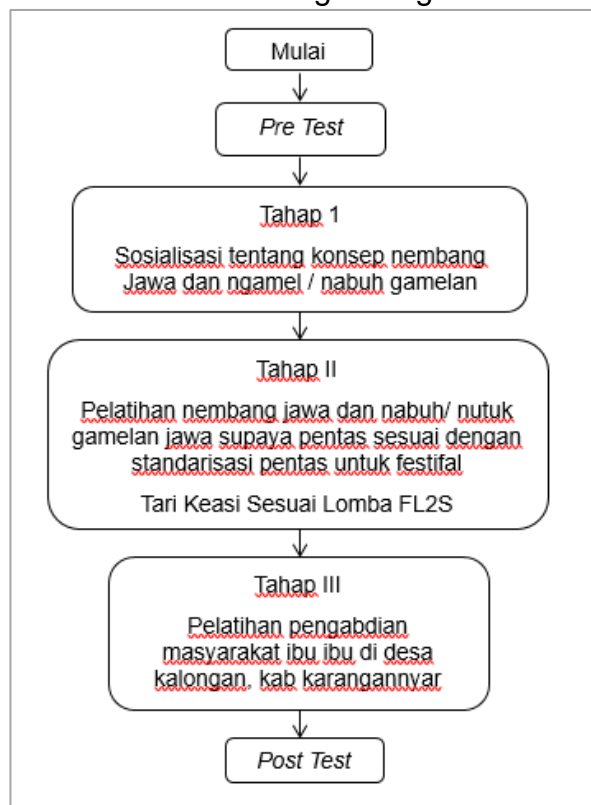 Mulai
Pre Test
Tahap 1
Sosialisasi tentang konsep nembang
Jawa dan ngamel / nabuh gamelan
Tahap II
Pelatihan nembang jawa dan nabuh/ nutuk
gamelan jawa supaya pentas sesuai dengan
standarisasi pentas untuk festifal
Tari Keasi Sesuai Lomba FL2S
Tahap III
Pelatihan pengabdian
masyarakat ibu ibu di desa
kalongan, kab karangannyar
Post Test